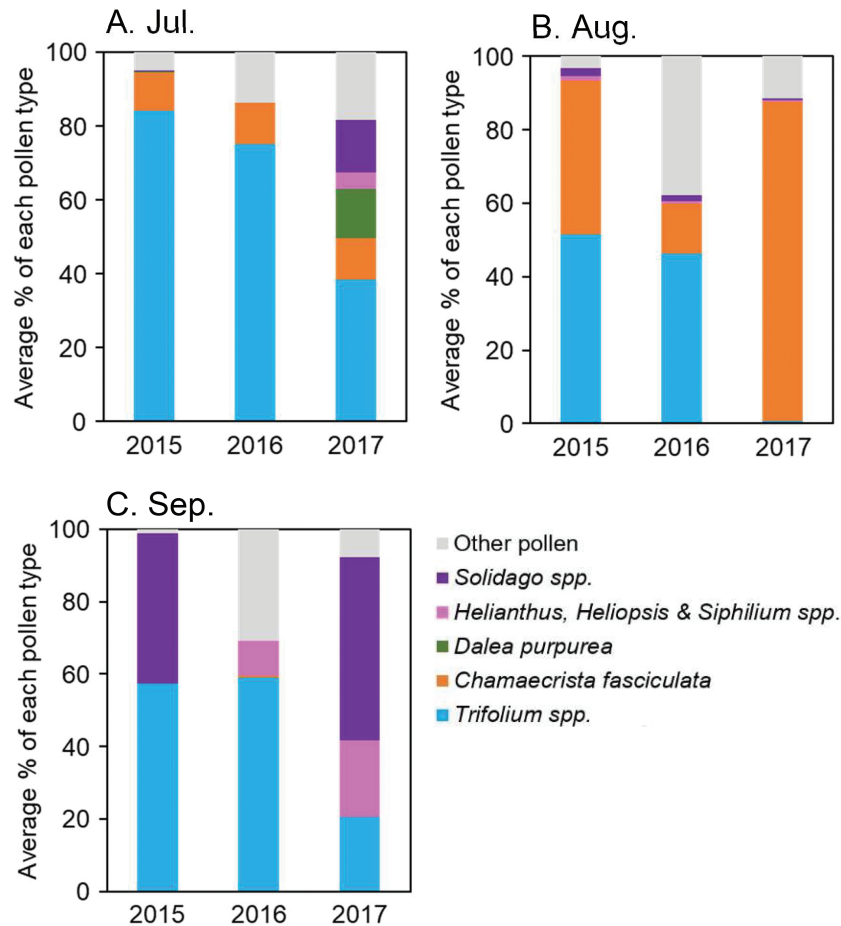 A. Jul.
Average % of each pollen type
100
80
60
40
20
0
2015 2016 2017
B. Aug.
Average % of each pollen type
100
80
60
40
20
0
2015 2016 2017
C. Sep.
Average % of each pollen type
100
80
60
40
20
0
2015 2016 2017
Other pollen
Solidago spp.
Helianthus, Heliopsis & Siphilium spp.
Dalea purpurea
Chamaecrista fasciculata
Trifolium spp.